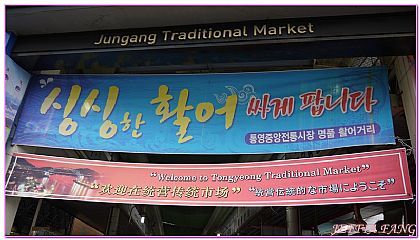 Jungang Traditional Market
싱싱한 활어 싸게 팝니다
통영중앙전통시장 명품 활어거리
"Welcome to Tongyeong Traditional Market"
"欢迎在统营传统市场" "統営伝統的な市場にようこそ"